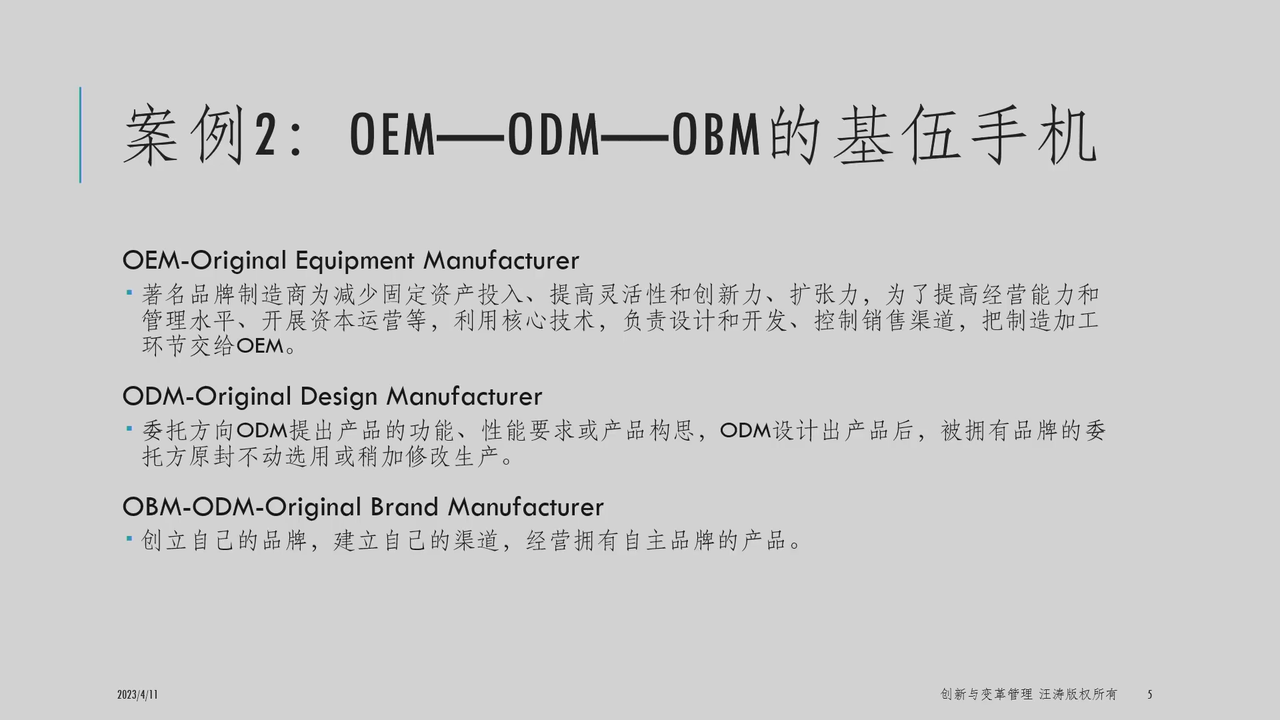 案例2：OEM—ODM—OBM的基伍手机
OEM-Original Equipment Manufacturer
▪ 著名品牌制造商为减少固定资产投入、提高灵活性和创新力、扩张力，为了提高经营能力和
管理水平、开展资本运营等，利用核心技术，负责设计和开发、控制销售渠道，把制造加工
环节交给OEM。
ODM-Original Design Manufacturer
▪ 委托方向ODM提出产品的功能、性能要求或产品构思，ODM设计出产品后，被拥有品牌的委
托方原封不动选用或稍加修改生产。
OBM-ODM-Original Brand Manufacturer
▪ 创立自己的品牌，建立自己的渠道，经营拥有自主品牌的产品。
2023/4/11
创新与变革管理 汪涛版权所有
5